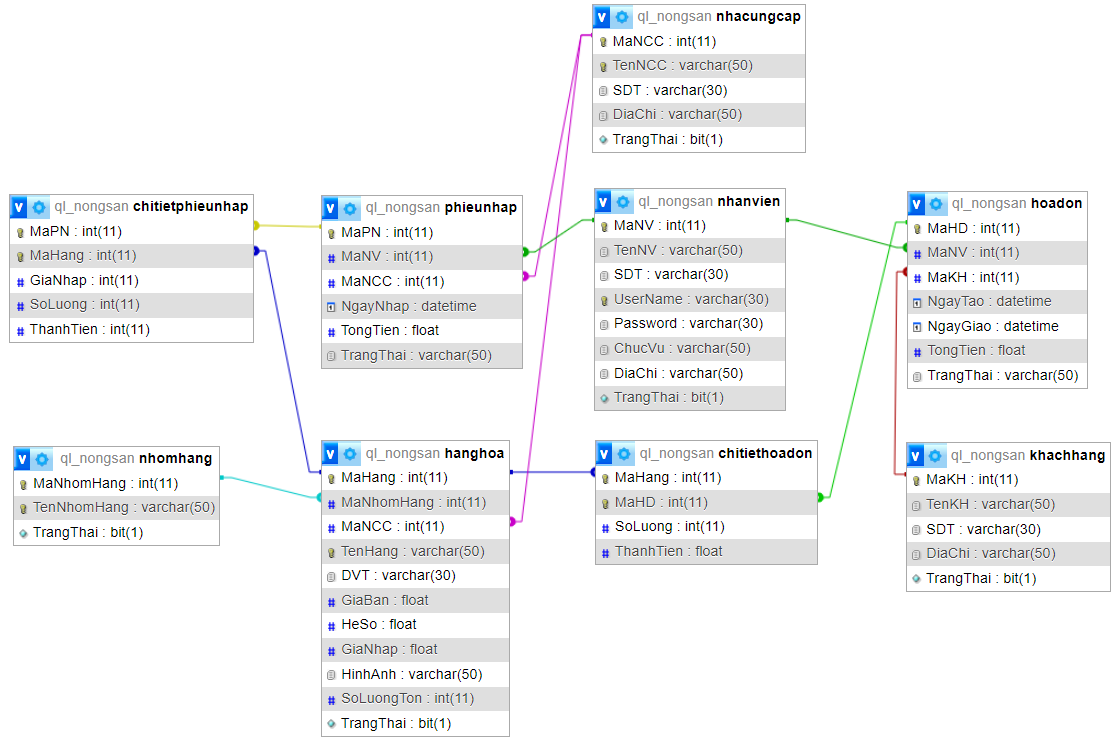 ql_nongsan nhacungcap
MaNCC : int(11)
TenNCC : varchar(50)
SDT : varchar(30)
DiaChi : varchar(50)
TrangThai : bit(1)
ql_nongsan chitietphieunhap
MaPN : int(11)
MaHang : int(11)
GiaNhap : int(11)
SoLuong : int(11)
ThanhTien : int(11)
ql_nongsan phieunhap
MaPN : int(11)
MaNV : int(11)
MaNCC : int(11)
NgayNhap : datetime
TongTien : float
TrangThai : varchar(50)
ql_nongsan nhanvien
MaNV : int(11)
TenNV : varchar(50)
SDT : varchar(30)
UserName : varchar(30)
Password : varchar(30)
ChucVu : varchar(50)
DiaChi : varchar(50)
TrangThai : bit(1)
ql_nongsan hoadon
MaHD : int(11)
MaNV : int(11)
MaKH : int(11)
NgayTao : datetime
NgayGiao : datetime
TongTien : float
TrangThai : varchar(50)
ql_nongsan nhomhang
MaNhomHang : int(11)
TenNhomHang : varchar(50)
TrangThai : bit(1)
ql_nongsan hanghoa
MaHang : int(11)
MaNhomHang : int(11)
MaNCC : int(11)
TenHang : varchar(50)
DVT : varchar(30)
GiaBan : float
HeSo : float
GiaNhap : float
HinhAnh : varchar(50)
SoLuongTon : int(11)
TrangThai : bit(1)
ql_nongsan chitiethoadon
MaHang : int(11)
MaHD : int(11)
SoLuong : int(11)
ThanhTien : float
ql_nongsan khachhang
MaKH : int(11)
TenKH : varchar(50)
SDT : varchar(30)
DiaChi : varchar(50)
TrangThai : bit(1)